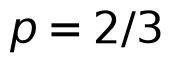 p = 2/3